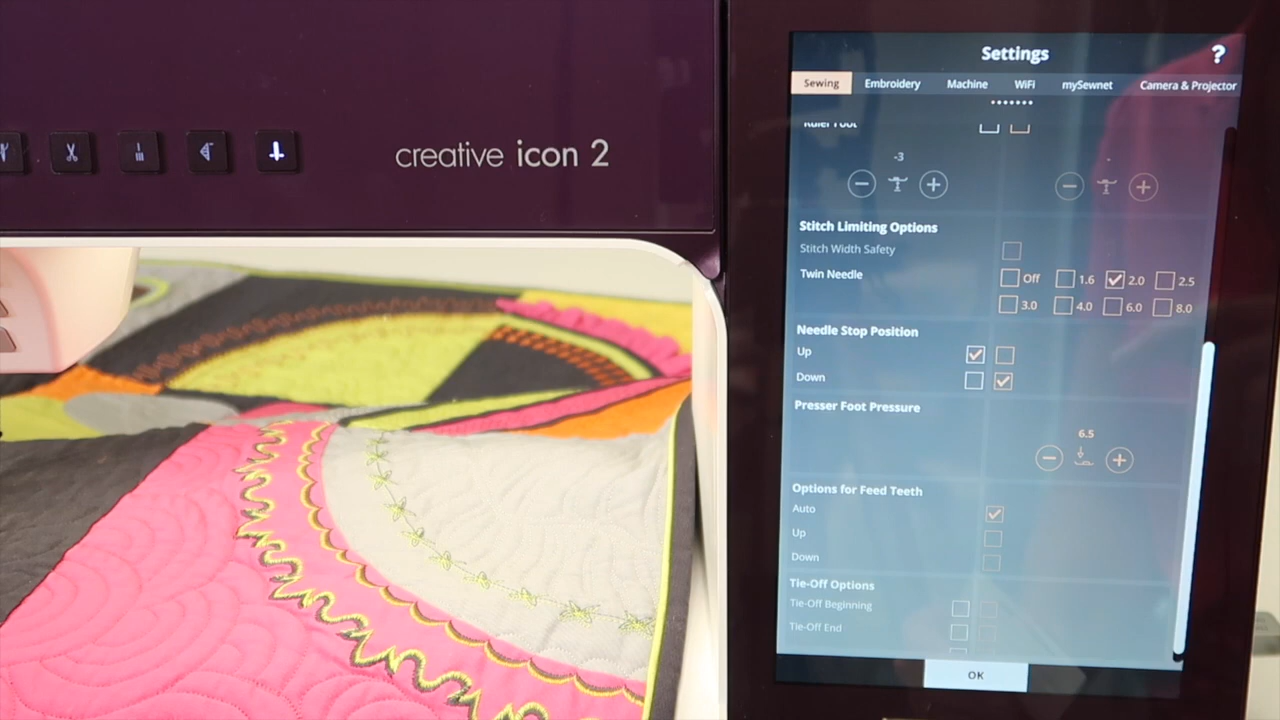 creative icon 2
Settings ?
Sewing Embroidery Machine WiFi mySewnet Camera & Projector
Ruler Foot
-3 -
Stitch Limiting Options
Stitch Width Safety
Twin Needle Off 1.6 2.0 2.5
3.0 4.0 6.0 8.0
Needle Stop Position
Up
Down
Presser Foot Pressure
6.5
Options for Feed Teeth
Auto
Up
Down
Tie-Off Options
Tie-Off Beginning
Tie-Off End
OK